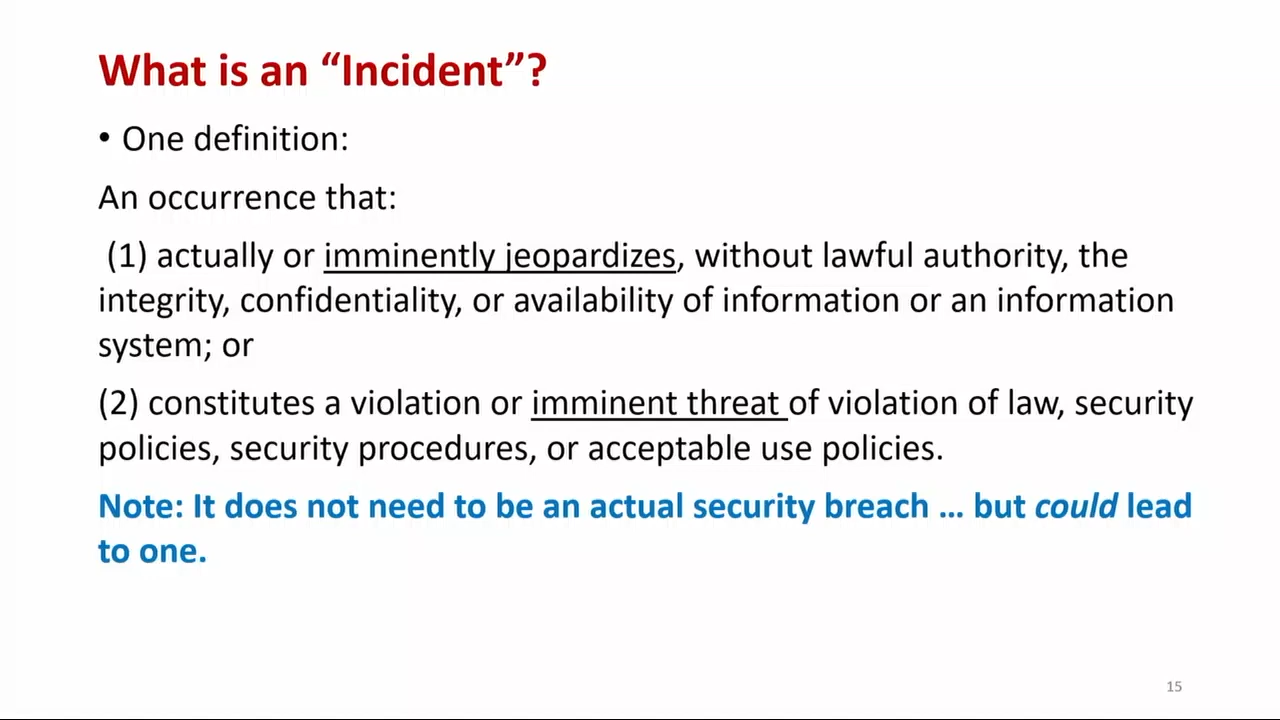 What is an “Incident”?
• One definition:
An occurrence that:
(1) actually or imminently jeopardizes, without lawful authority, the
integrity, confidentiality, or availability of information or an information
system; or
(2) constitutes a violation or imminent threat of violation of law, security
policies, security procedures, or acceptable use policies.
Note: It does not need to be an actual security breach … but could lead
to one.
15